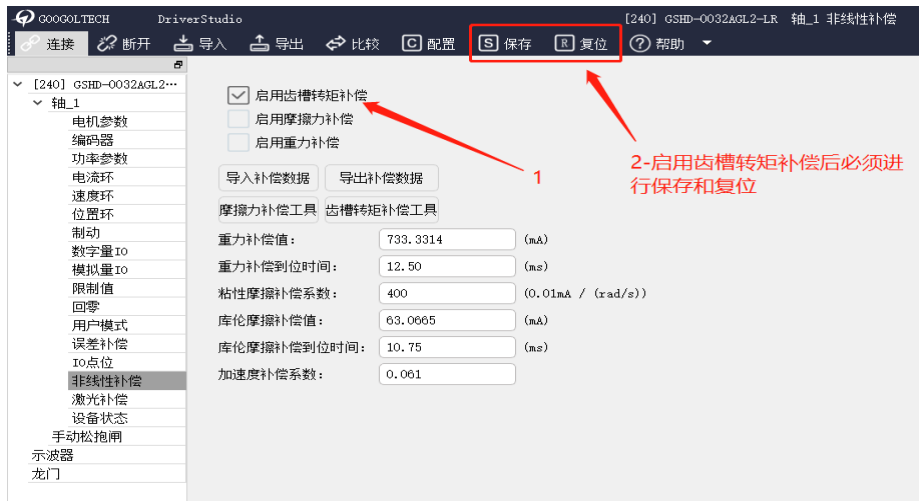 GOOGOLTECH DriverStudio [240] GSHD-0032AGL2-LR 轴_1 非线性补偿
连接 断开 导入 导出 比较 C 配置 S 保存 R 复位 ? 帮助
[240] GSHD-0032AGL2…
轴_1
电机参数
编码器
功率参数
电流环
速度环
位置环
制动
数字量IO
模拟量IO
限制值
回零
用户模式
误差补偿
IO点位
非线性补偿
激光补偿
设备状态
手动松抱闸
示波器
龙门
启用齿槽转矩补偿
启用摩擦力补偿
启用重力补偿
导入补偿数据 导出补偿数据
摩擦力补偿工具 齿槽转矩补偿工具
重力补偿值: 733.3314 (mA)
重力补偿到位时间: 12.50 (ms)
粘性摩擦补偿系数: 400 (0.01mA / (rad/s))
库伦摩擦补偿值: 63.0665 (mA)
库伦摩擦补偿到位时间: 10.75 (ms)
加速度补偿系数: 0.061
1
2-启用齿槽转矩补偿后必须进
行保存和复位